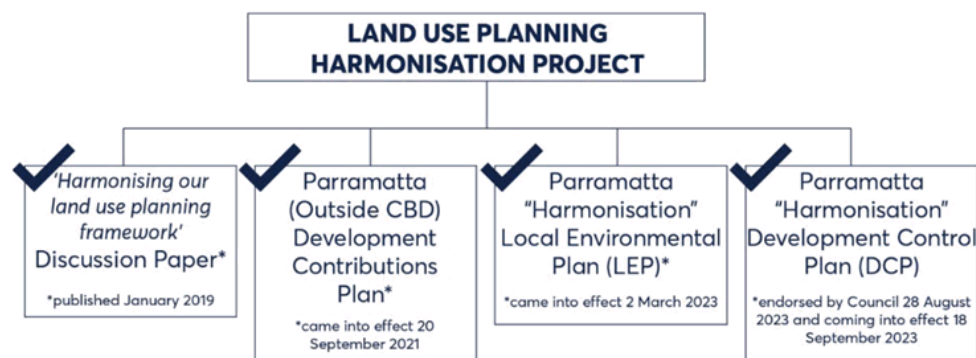 LAND USE PLANNING
HARMONISATION PROJECT
'Harmonising our
land use planning
framework'
Discussion Paper*
*published January 2019
Parramatta
(Outside CBD)
Development
Contributions
Plan*
*came into effect 20
September 2021
Parramatta
"Harmonisation"
Local Environmental
Plan (LEP)*
*came into effect 2 March 2023
Parramatta
"Harmonisation"
Development Control
Plan (DCP)
*endorsed by Council 28 August
2023 and coming into effect 18
September 2023